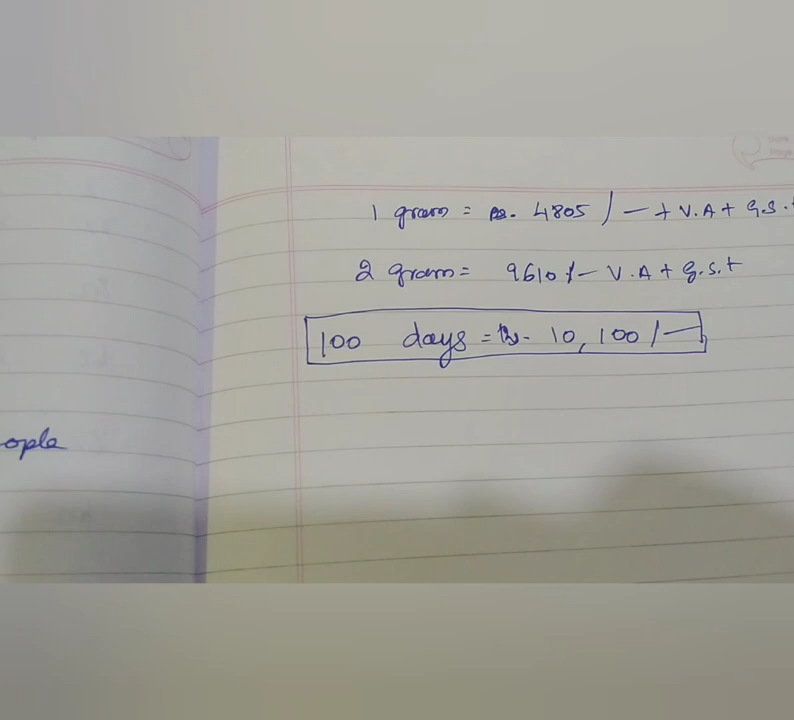 1 gram = Rs. 4805/- + V.A + G.S.t
2 gram = 9610/- V.A + G.S.t
100 days = Rs. 10,100/-
ople